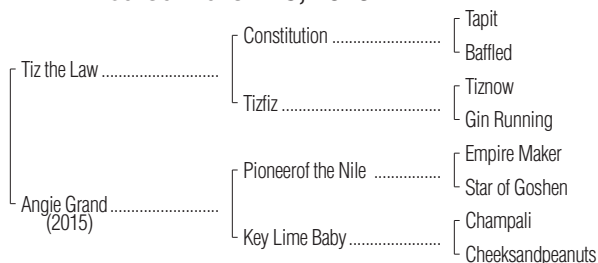 Tapit
Constitution
Baffled
Tiz the Law
Tiznow
Tizfiz
Gin Running
Empire Maker
Pioneerof the Nile
Star of Goshen
Angie Grand
(2015)
Champali
Key Lime Baby
Cheeksandpeanuts